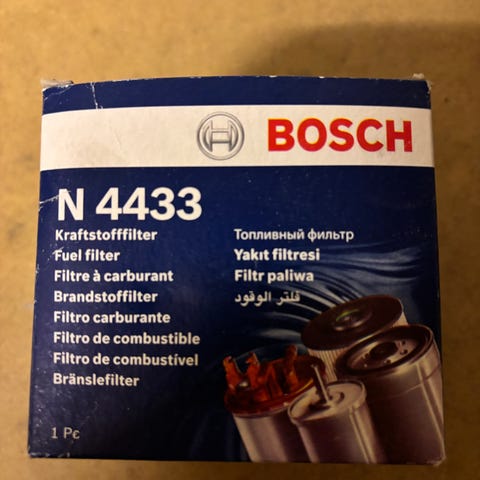 BOSCH
N 4433
Kraftstofffilter
Fuel filter
Filtre à carburant
Brandstoffilter
Filtro carburante
Filtro de combustible
Filtro de combustível
Bränslefilter
Топливный фильтр
Yakıt filtresi
Filtr paliwa
فلتر الوقود
1 Pc